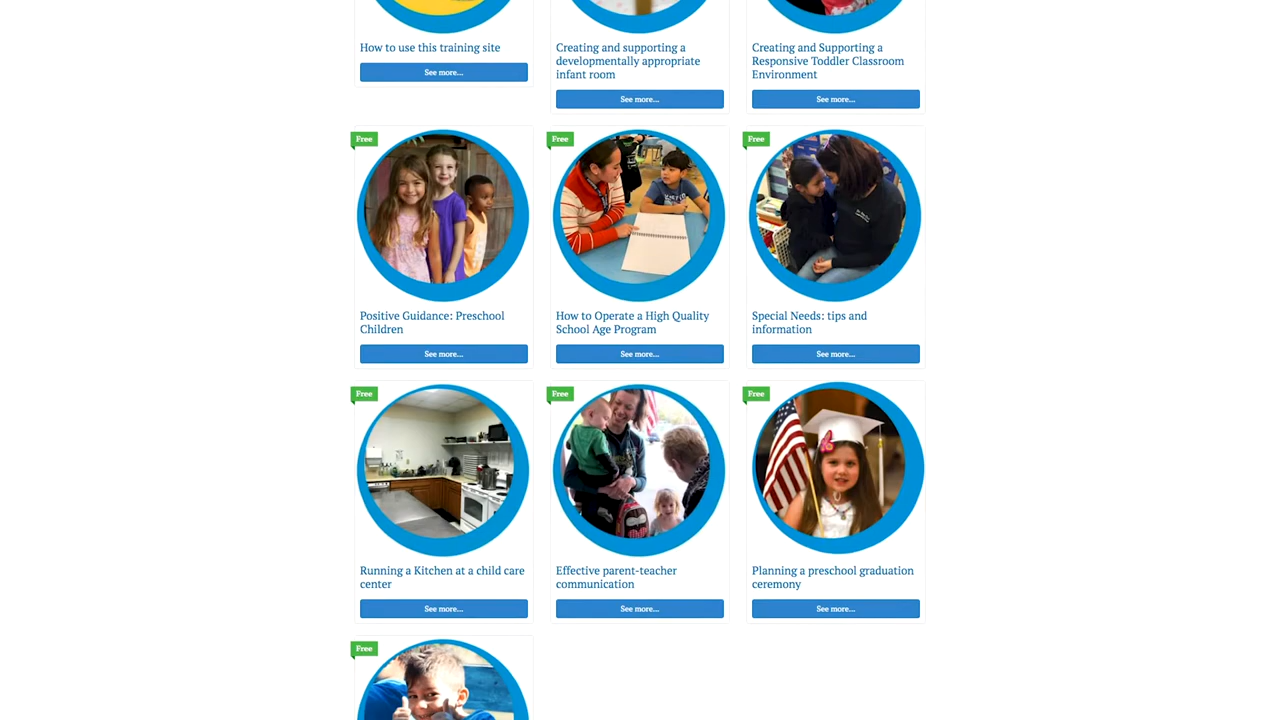 How to use this training site
See more...
Creating and supporting a
developmentally appropriate
infant room
See more...
Creating and Supporting a
Responsive Toddler Classroom
Environment
See more...
Free
Positive Guidance: Preschool
Children
See more...
Free
How to Operate a High Quality
School Age Program
See more...
Free
Special Needs: tips and
information
See more...
Free
Running a Kitchen at a child care
center
See more...
Free
Effective parent-teacher
communication
See more...
Free
Planning a preschool graduation
ceremony
See more...
Free